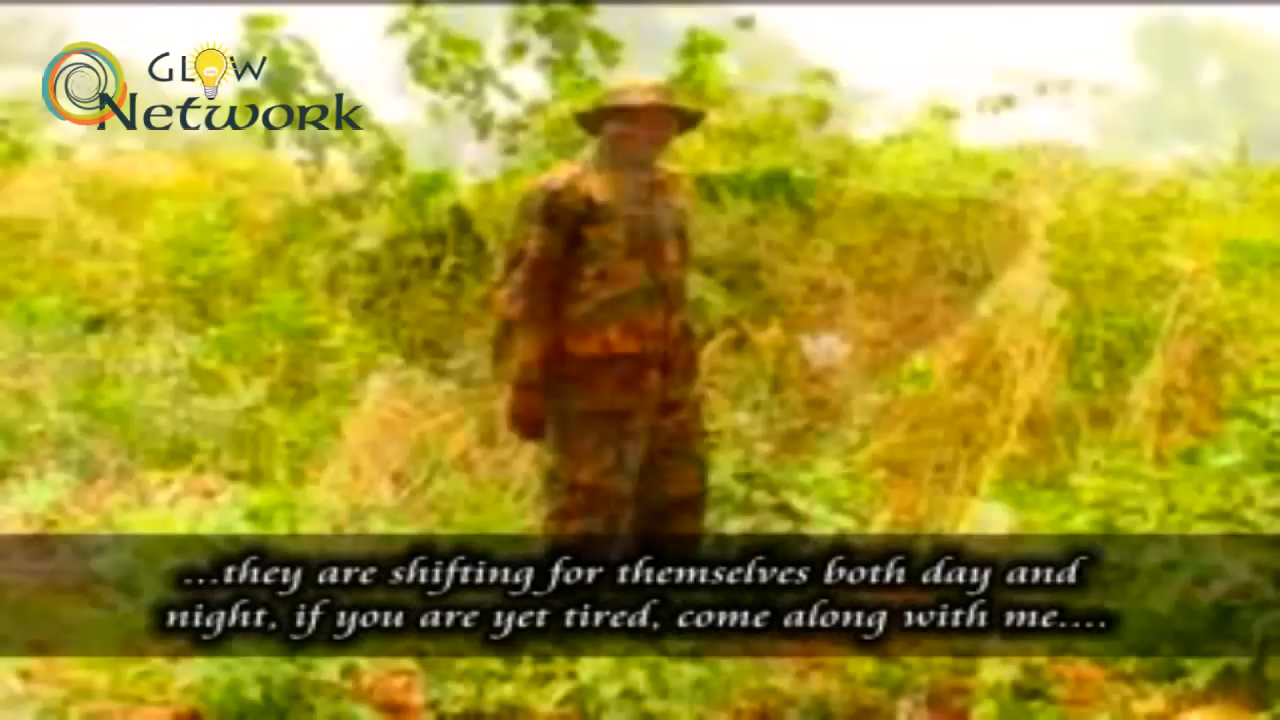 GLOW
Network
...they are shifting for themselves both day and
night, if you are yet tired, come along with me....